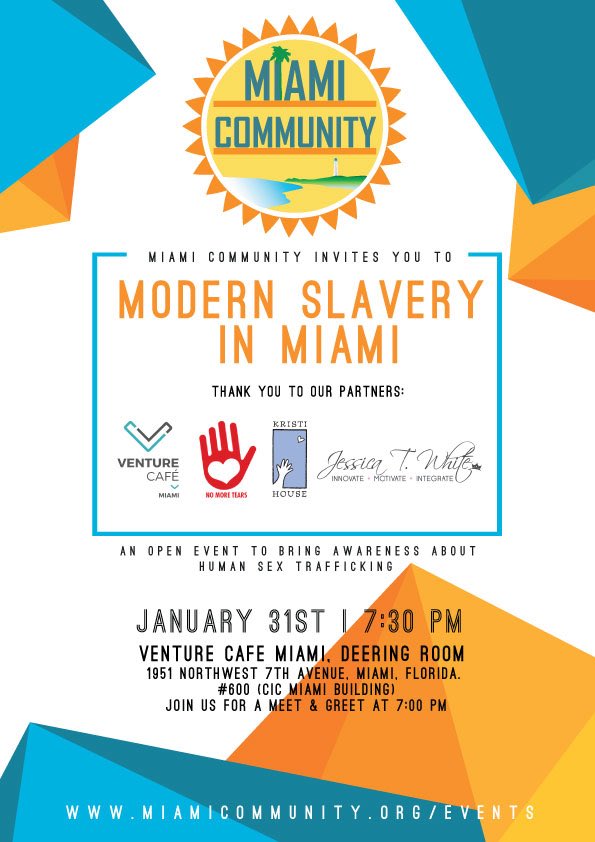 MIAMI
COMMUNITY
MIAMI COMMUNITY INVITES YOU TO
MODERN SLAVERY
IN MIAMI
THANK YOU TO OUR PARTNERS:
VENTURE
CAFÉ
MIAMI
NO MORE TEARS
KRISTI
HOUSE
Jessica T. White
INNOVATE - MOTIVATE - INTEGRATE
AN OPEN EVENT TO BRING AWARENESS ABOUT
HUMAN SEX TRAFFICKING
JANUARY 31ST | 7:30 PM
VENTURE CAFE MIAMI, DEERING ROOM
1951 NORTHWEST 7TH AVENUE, MIAMI, FLORIDA.
#600 (CIC MIAMI BUILDING)
JOIN US FOR A MEET & GREET AT 7:00 PM
WWW.MIAMICOMMUNITY.ORG/EVENTS